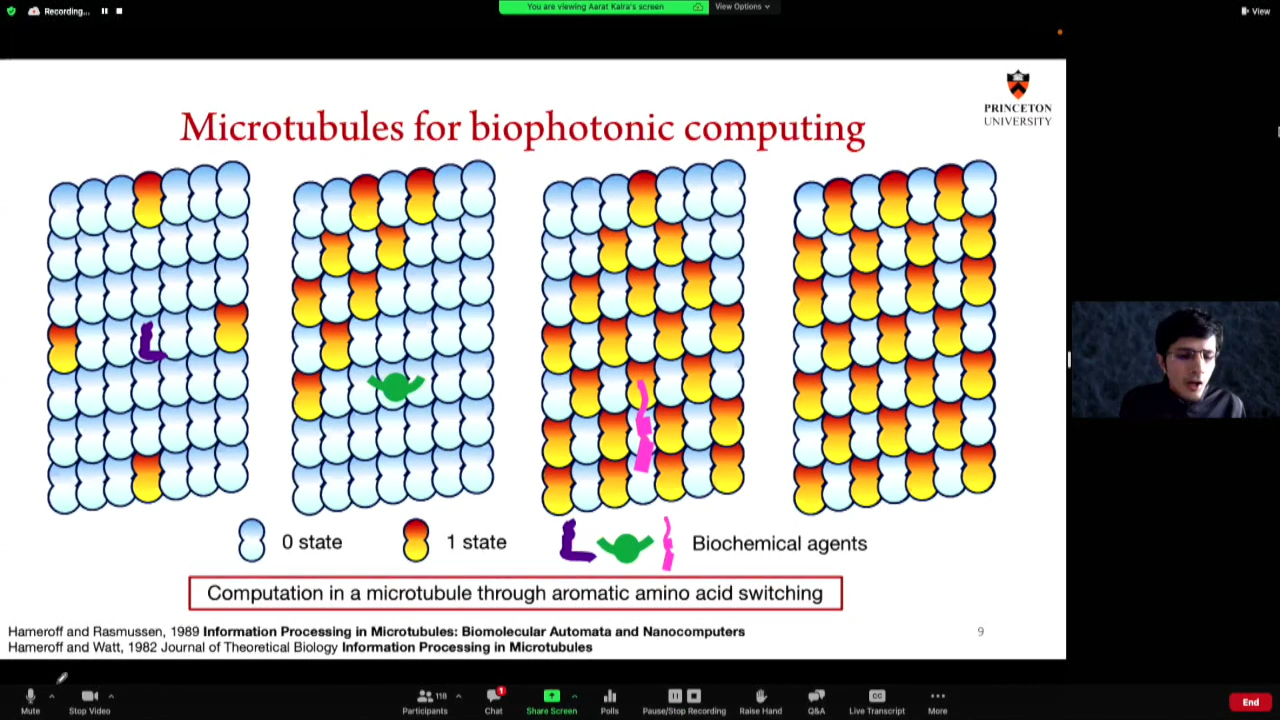 Recording...
You are viewing Aarat Kalra's screen
View Options
View
PRINCETON
UNIVERSITY
Microtubules for biophotonic computing
0 state
1 state
Biochemical agents
Computation in a microtubule through aromatic amino acid switching
Hameroff and Rasmussen, 1989 Information Processing in Microtubules: Biomolecular Automata and Nanocomputers
Hameroff and Watt, 1982 Journal of Theoretical Biology Information Processing in Microtubules
9
Mute
Stop Video
118
Participants
1
Chat
Share Screen
Polls
Pause/Stop Recording
Raise Hand
Q&A
CC
Live Transcript
More
End